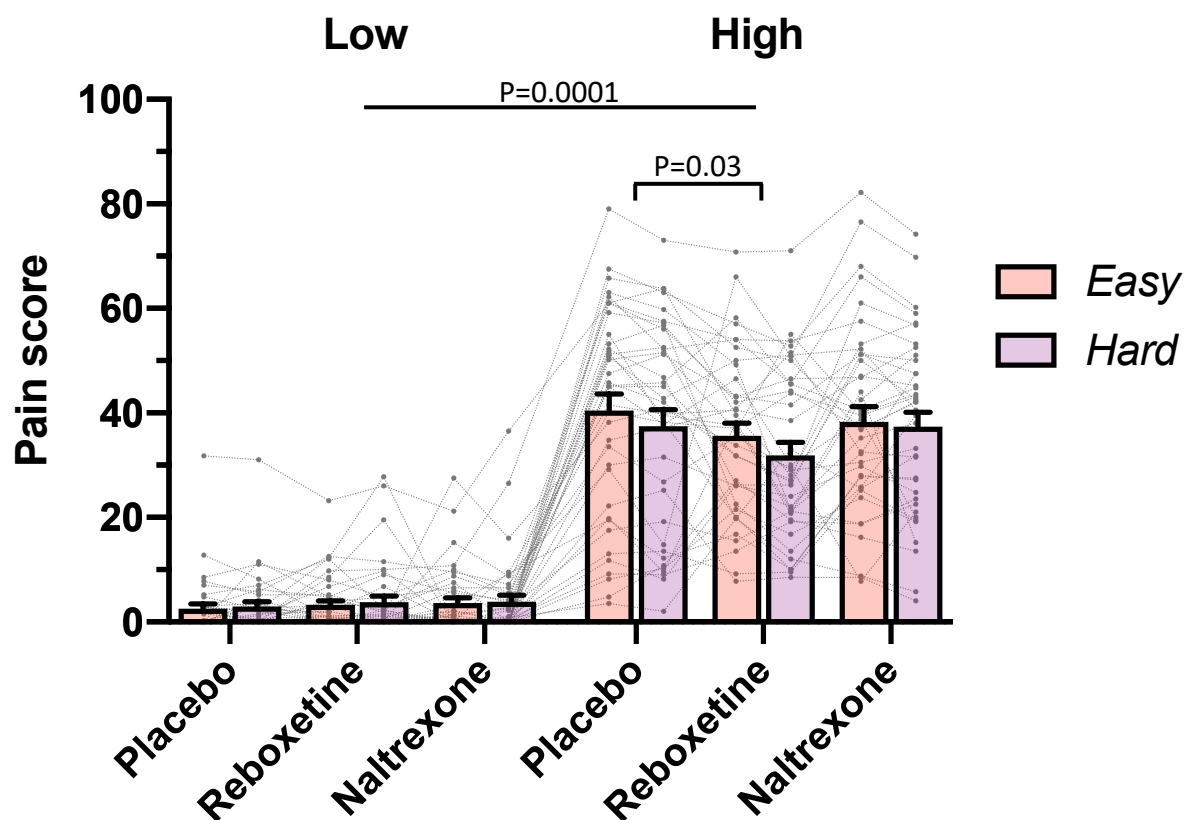 Low High
P=0.0001
P=0.03
Pain score
100
80
60
40
20
0
Easy
Hard
Placebo
Reboxetine
Naltrexone
Placebo
Reboxetine
Naltrexone